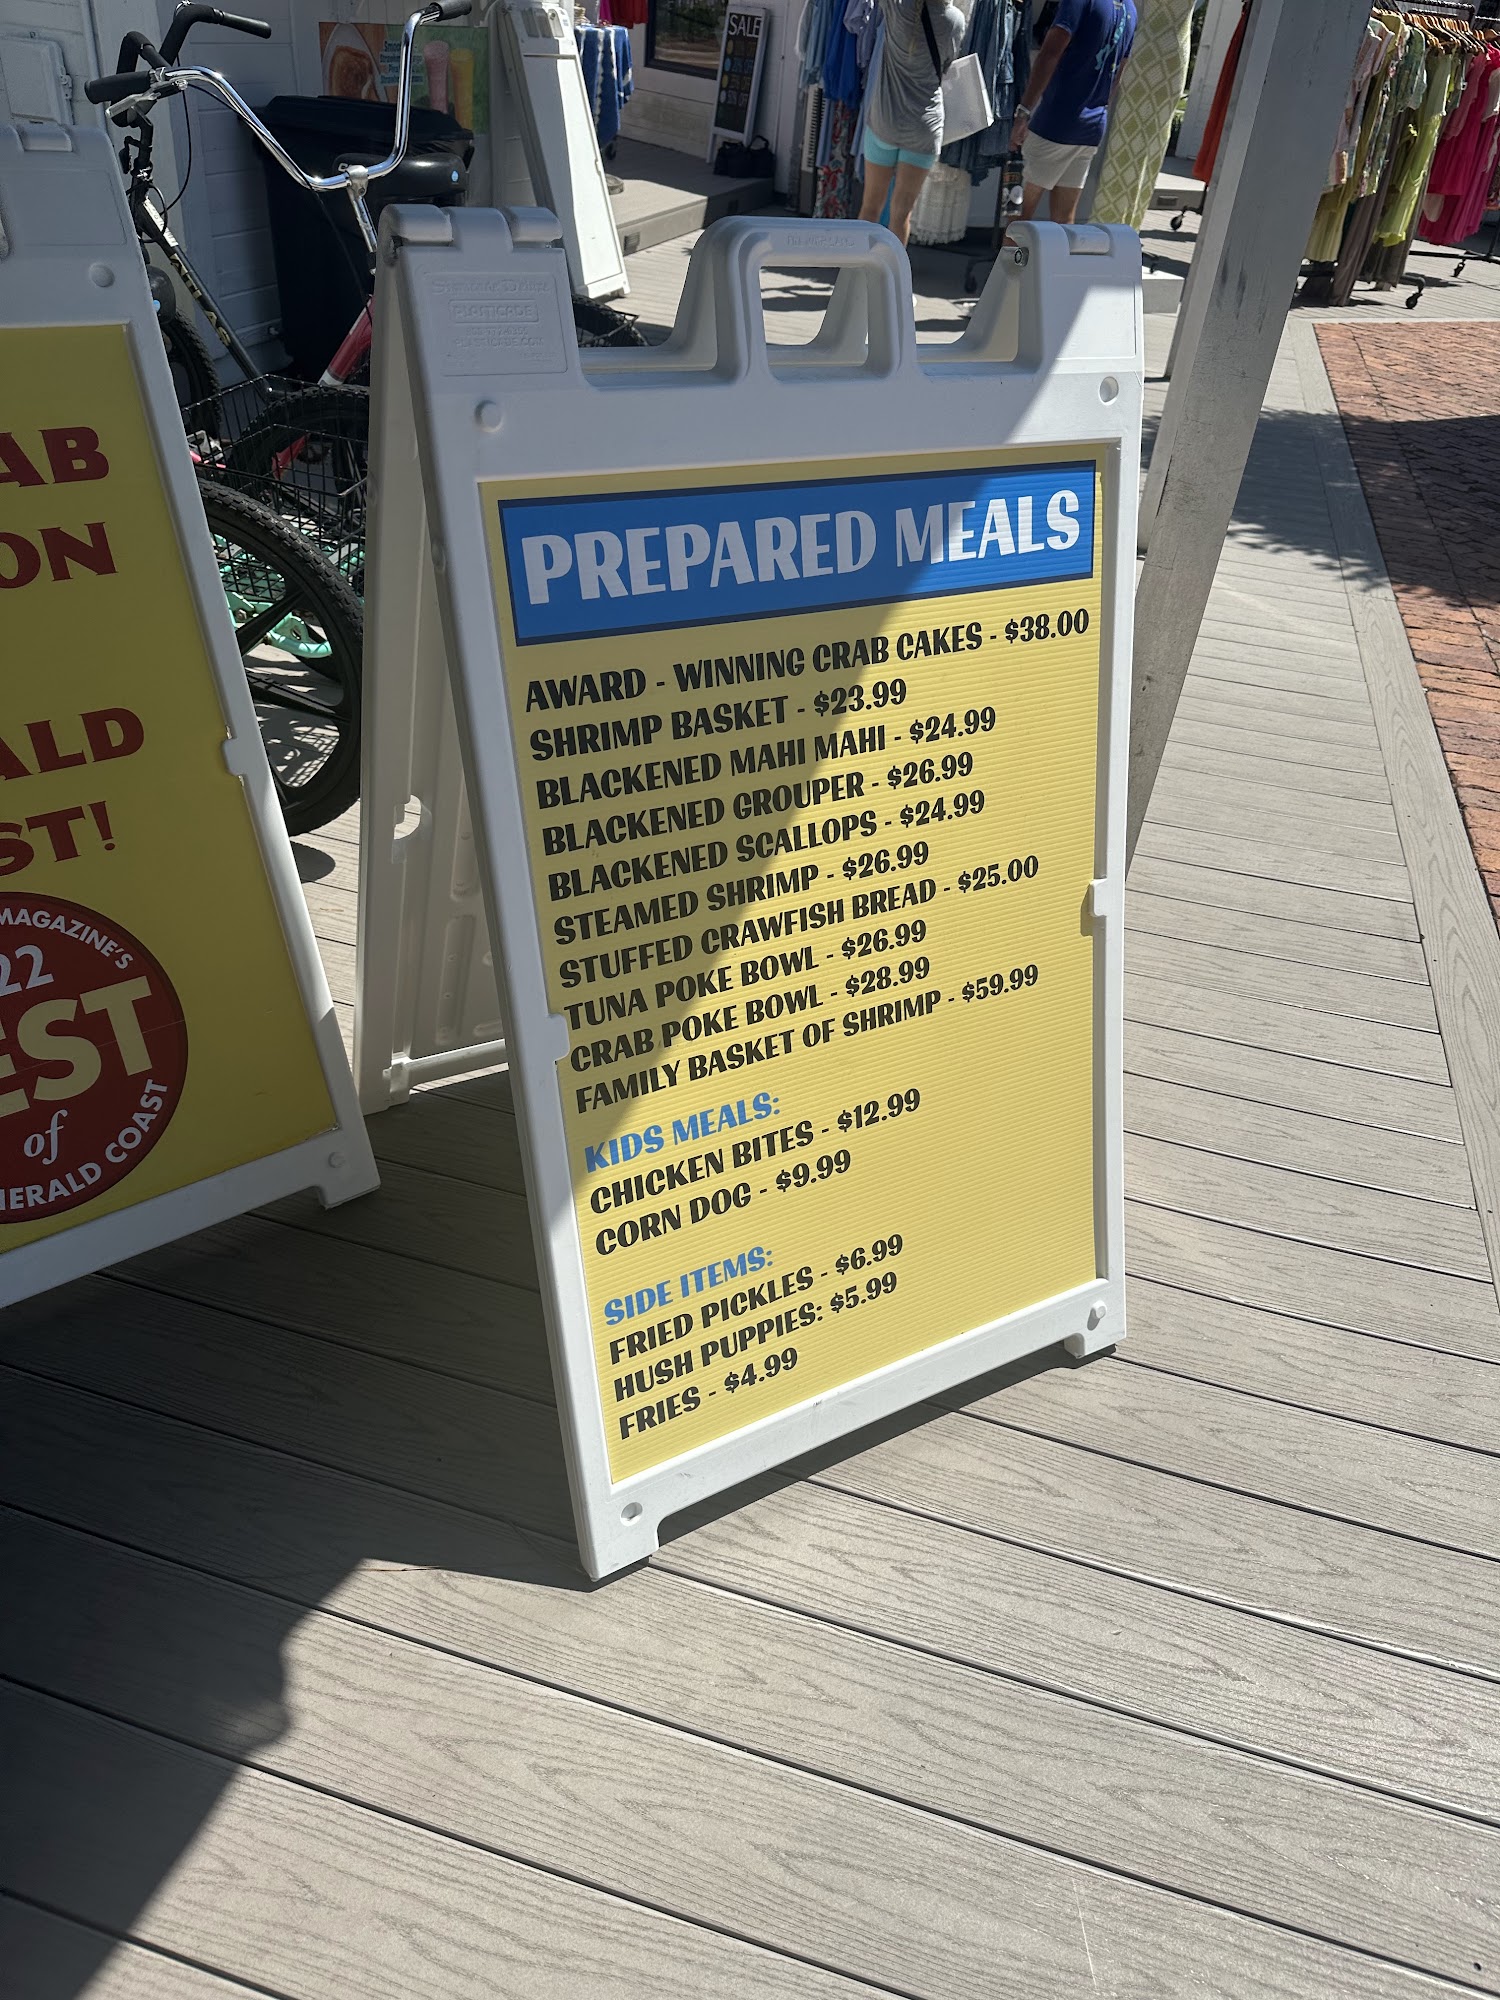 SALE
AB
ON
ALD
ST!
MAGAZINE'S
22
EST
of
ERALD COAST
PLASTICADE
PREPARED MEALS
AWARD - WINNING CRAB CAKES - $38.00
SHRIMP BASKET - $23.99
BLACKENED MAHI MAHI - $24.99
BLACKENED GROUPER - $26.99
BLACKENED SCALLOPS - $24.99
STEAMED SHRIMP - $26.99
STUFFED CRAWFISH BREAD - $25.00
TUNA POKE BOWL - $26.99
CRAB POKE BOWL - $28.99
FAMILY BASKET OF SHRIMP - $59.99
KIDS MEALS:
CHICKEN BITES - $12.99
CORN DOG - $9.99
SIDE ITEMS:
FRIED PICKLES - $6.99
HUSH PUPPIES: $5.99
FRIES - $4.99